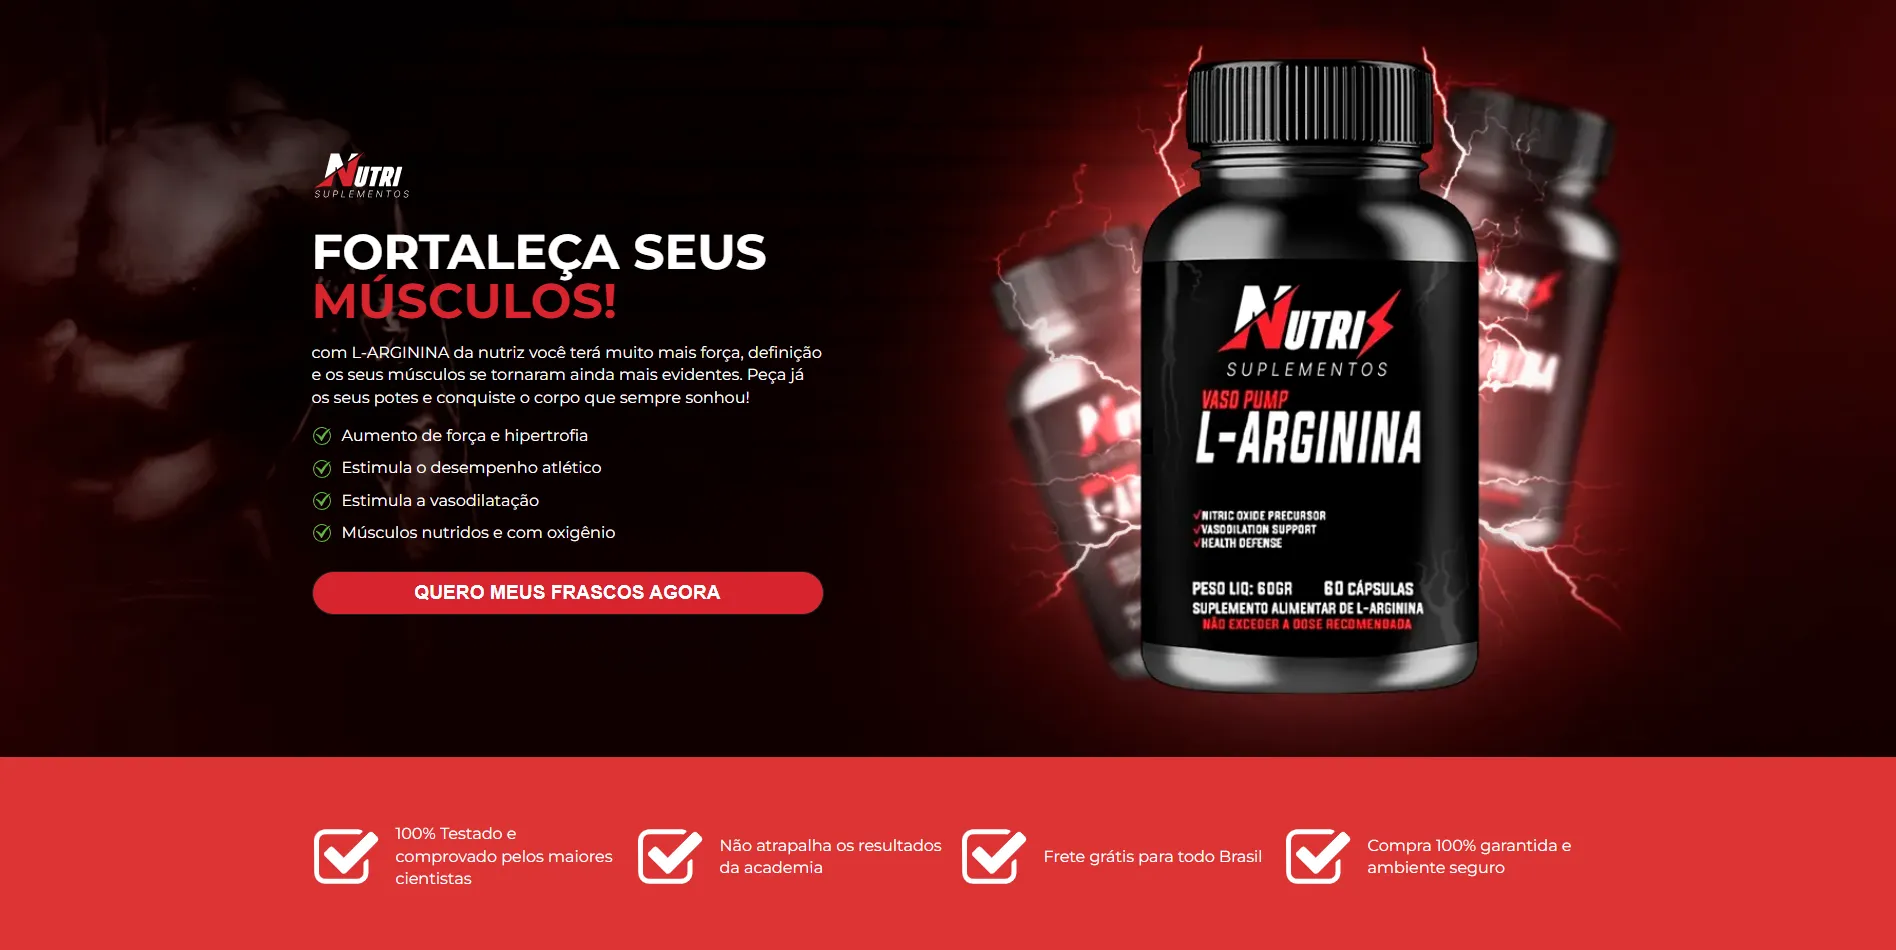 NUTRI
SUPLEMENTOS
FORTALEÇA SEUS
MÚSCULOS!
com L-ARGININA da nutriz você terá muito mais força, definição
e os seus músculos se tornaram ainda mais evidentes. Peça já
os seus potes e conquiste o corpo que sempre sonhou!
Aumento de força e hipertrofia
Estimula o desempenho atlético
Estimula a vasodilatação
Músculos nutridos e com oxigênio
QUERO MEUS FRASCOS AGORA
NUTRIZ
SUPLEMENTOS
VASO PUMP
L-ARGININA
NITRIC OXIDE PRECURSOR
VASODILATION SUPPORT
HEALTH DEFENSE
PESO LIQ: 60GR 60 CÁPSULAS
SUPLEMENTO ALIMENTAR DE L-ARGININA
NÃO EXCEDER A DOSE RECOMENDADA
100% Testado e
comprovado pelos maiores
cientistas
Não atrapalha os resultados
da academia
Frete grátis para todo Brasil
Compra 100% garantida e
ambiente seguro